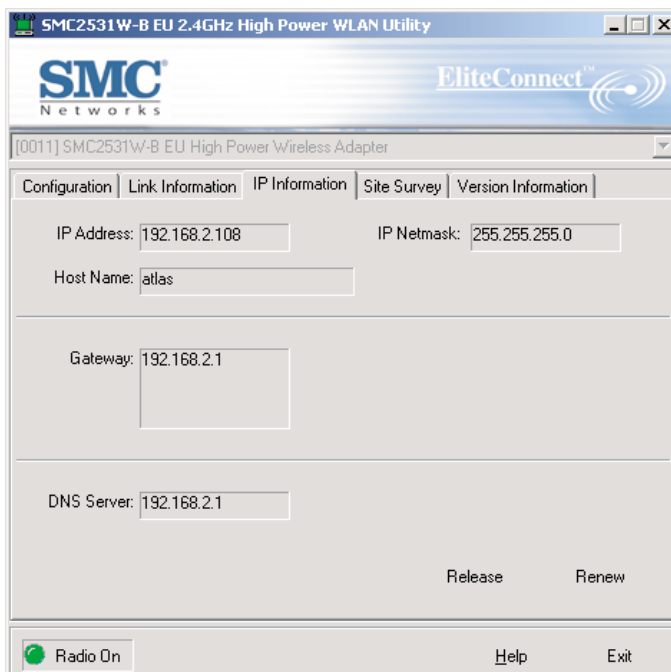 SMC2531W-B EU 2.4GHz High Power WLAN Utility
SMC®
Networks
EliteConnect™
[0011] SMC2531W-B EU High Power Wireless Adapter
Configuration Link Information IP Information Site Survey Version Information
IP Address: 192.168.2.108 IP Netmask: 255.255.255.0
Host Name: atlas
Gateway: 192.168.2.1
DNS Server: 192.168.2.1
Release Renew
Radio On Help Exit